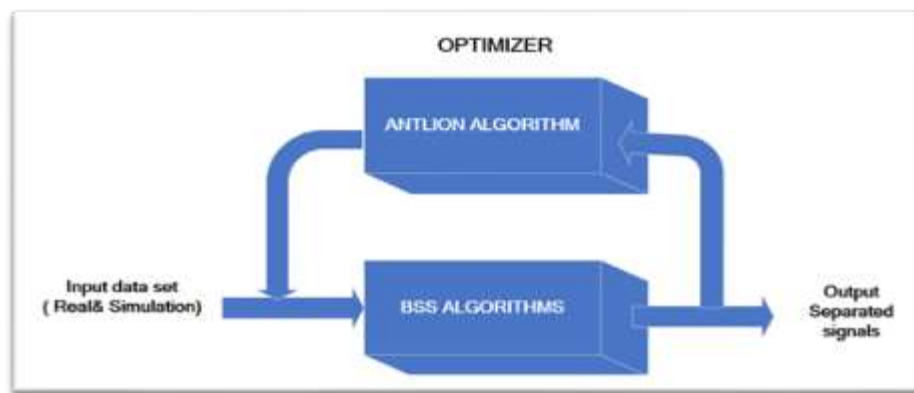 OPTIMIZER
ANTLION ALGORITHM
Input data set
( Real& Simulation)
BSS ALGORITHMS
Output
Separated
signals